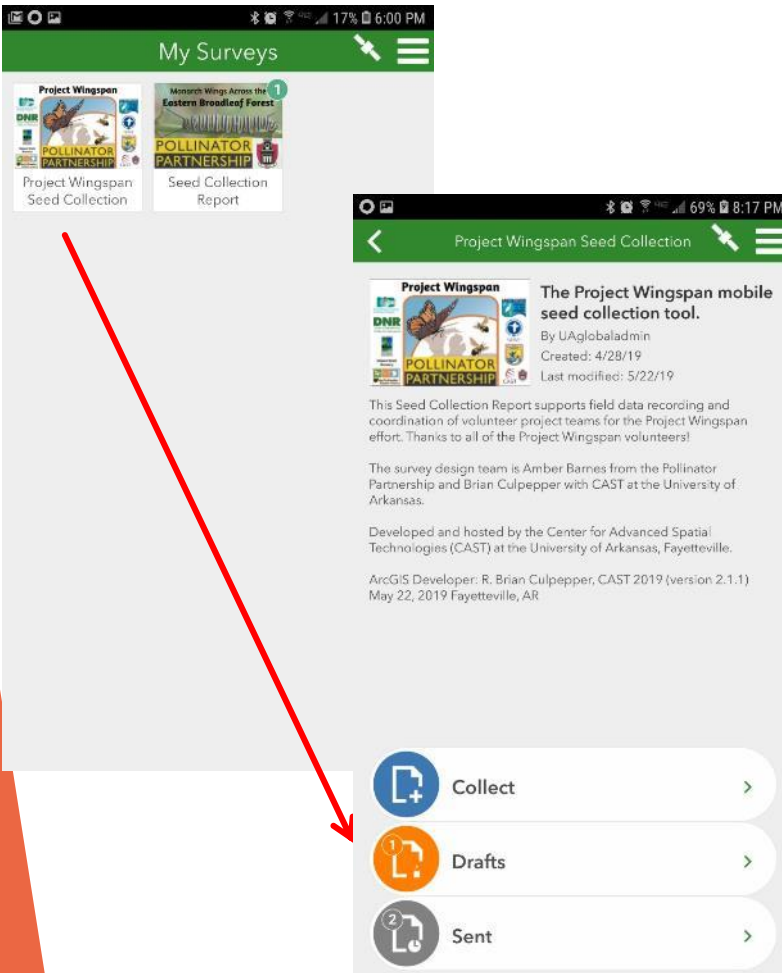 17% 6:00 PM
My Surveys
Project Wingspan
DNR
POLLINATOR
PARTNERSHIP
Project Wingspan
Seed Collection
Monarch Wings Across the
Eastern Broadleaf Forest
1
POLLINATOR
PARTNERSHIP
Seed Collection
Report
69% 8:17 PM
Project Wingspan Seed Collection
Project Wingspan
DNR
POLLINATOR
PARTNERSHIP
CAST
The Project Wingspan mobile
seed collection tool.
By UAglobaladmin
Created: 4/28/19
Last modified: 5/22/19
This Seed Collection Report supports field data recording and
coordination of volunteer project teams for the Project Wingspan
effort. Thanks to all of the Project Wingspan volunteers!
The survey design team is Amber Barnes from the Pollinator
Partnership and Brian Culpepper with CAST at the University of
Arkansas.
Developed and hosted by the Center for Advanced Spatial
Technologies (CAST) at the University of Arkansas, Fayetteville.
ArcGIS Developer: R. Brian Culpepper, CAST 2019 (version 2.1.1)
May 22, 2019 Fayetteville, AR
Collect
1
Drafts
2
Sent